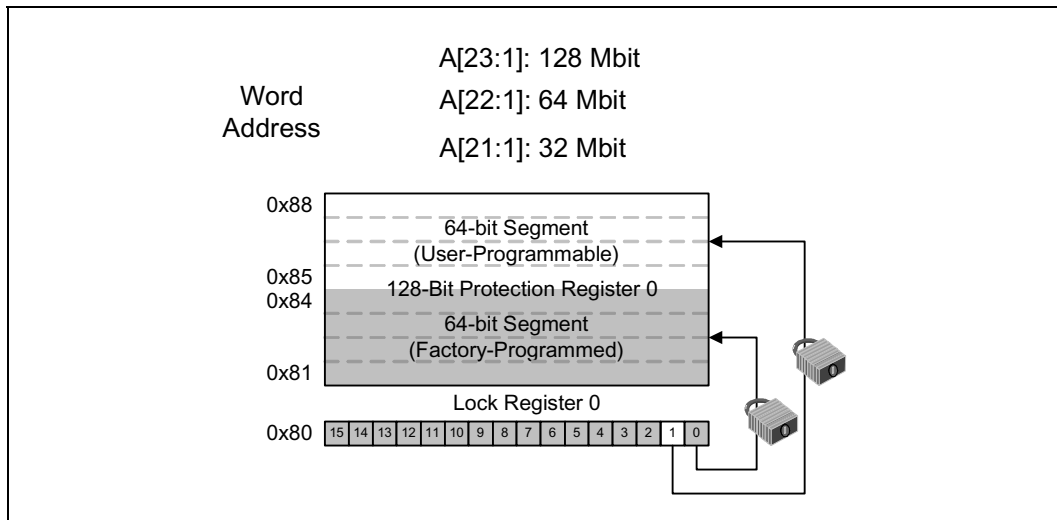 A[23:1]: 128 Mbit
Word
Address
A[22:1]: 64 Mbit
A[21:1]: 32 Mbit
0x88
64-bit Segment
(User-Programmable)
0x85
128-Bit Protection Register 0
0x84
64-bit Segment
(Factory-Programmed)
0x81
Lock Register 0
0x80 15 14 13 12 11 10 9 8 7 6 5 4 3 2 1 0